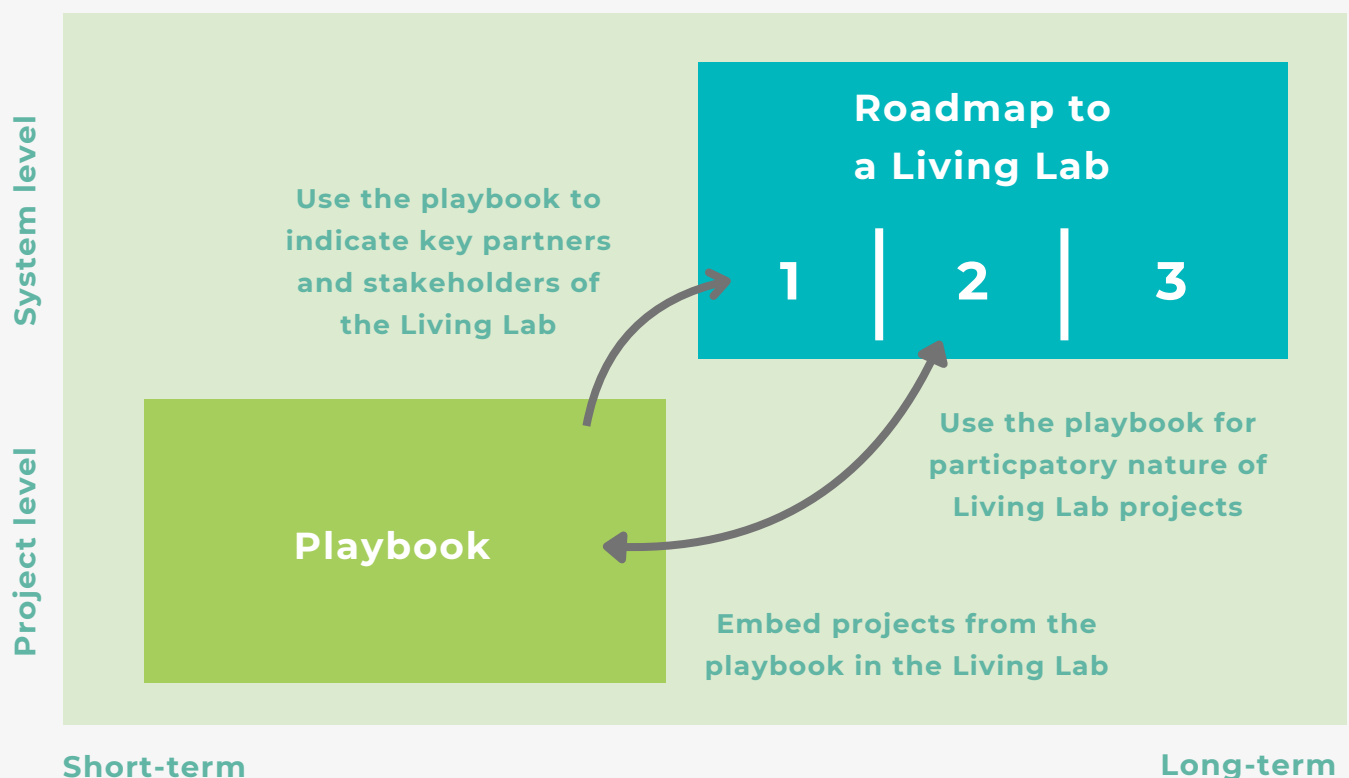 System level
Roadmap to
a Living Lab
1 2 3
Use the playbook to
indicate key partners
and stakeholders of
the Living Lab
Project level
Playbook
Use the playbook for
particpatory nature of
Living Lab projects
Embed projects from the
playbook in the Living Lab
Short-term
Long-term